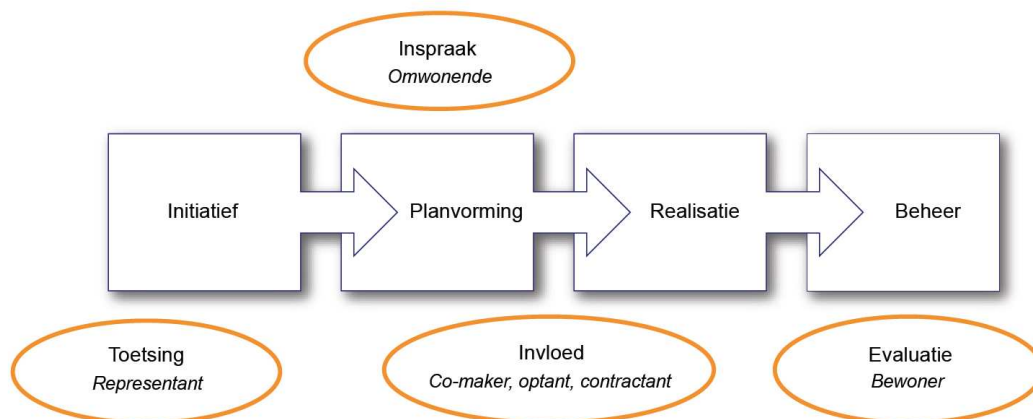 Inspraak
Omwonende
Initiatief
Planvorming
Realisatie
Beheer
Toetsing
Representant
Invloed
Co-maker, optant, contractant
Evaluatie
Bewoner